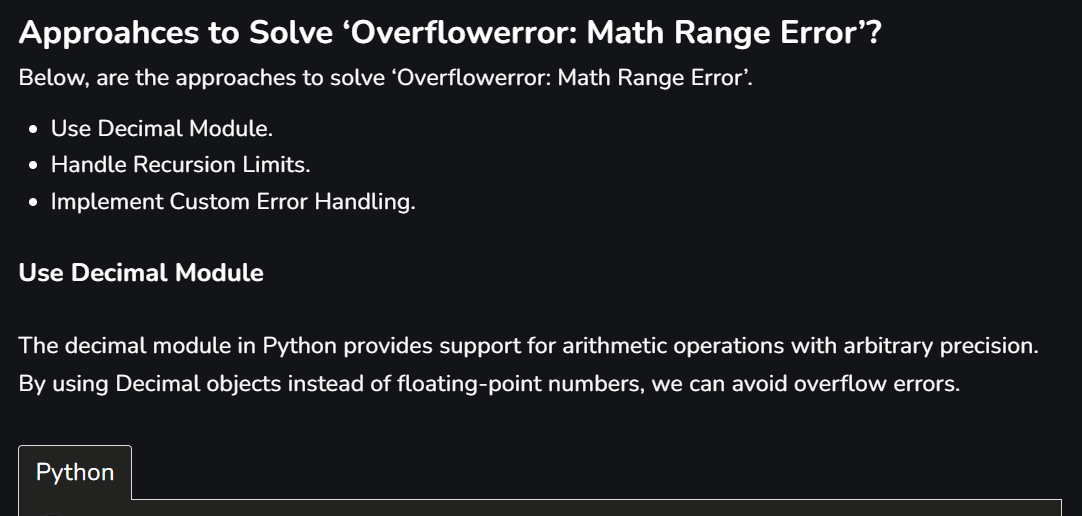 Approahces to Solve ‘Overflowerror: Math Range Error’?
Below, are the approaches to solve ‘Overflowerror: Math Range Error’.
• Use Decimal Module.
• Handle Recursion Limits.
• Implement Custom Error Handling.
Use Decimal Module
The decimal module in Python provides support for arithmetic operations with arbitrary precision.
By using Decimal objects instead of floating-point numbers, we can avoid overflow errors.
Python